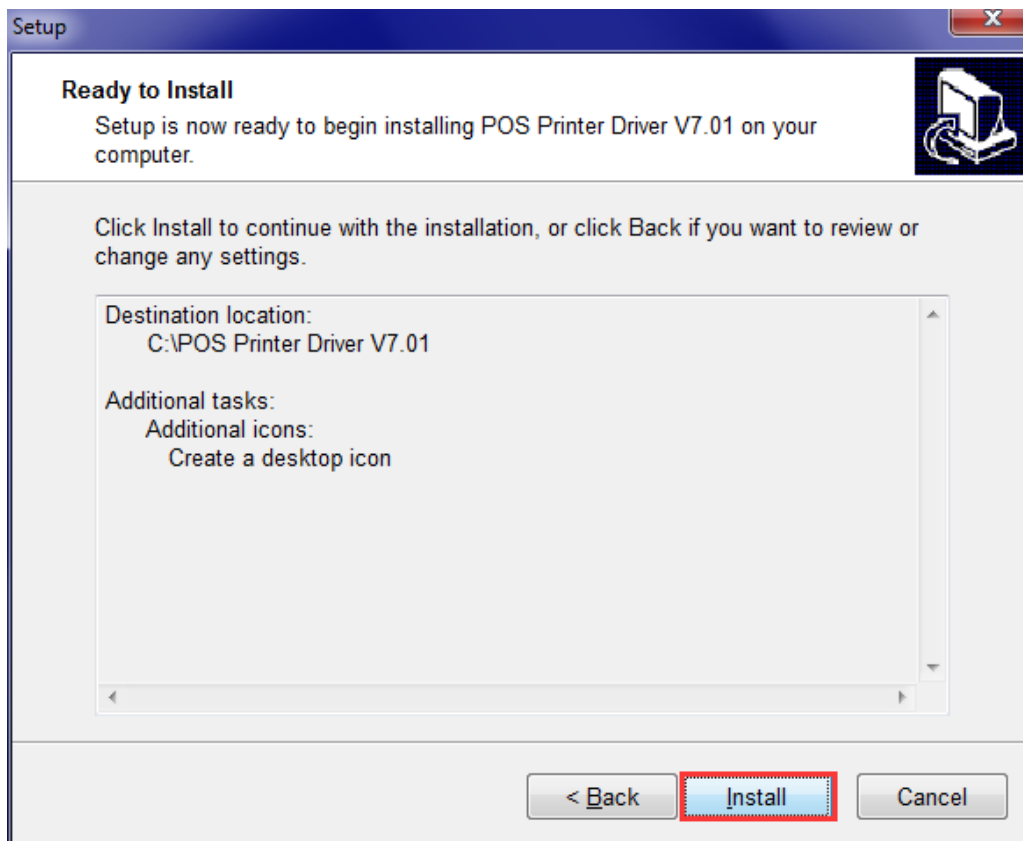 Setup
Ready to Install
Setup is now ready to begin installing POS Printer Driver V7.01 on your
computer.
Click Install to continue with the installation, or click Back if you want to review or
change any settings.
Destination location:
C:\POS Printer Driver V7.01
Additional tasks:
Additional icons:
Create a desktop icon
< Back
Install
Cancel